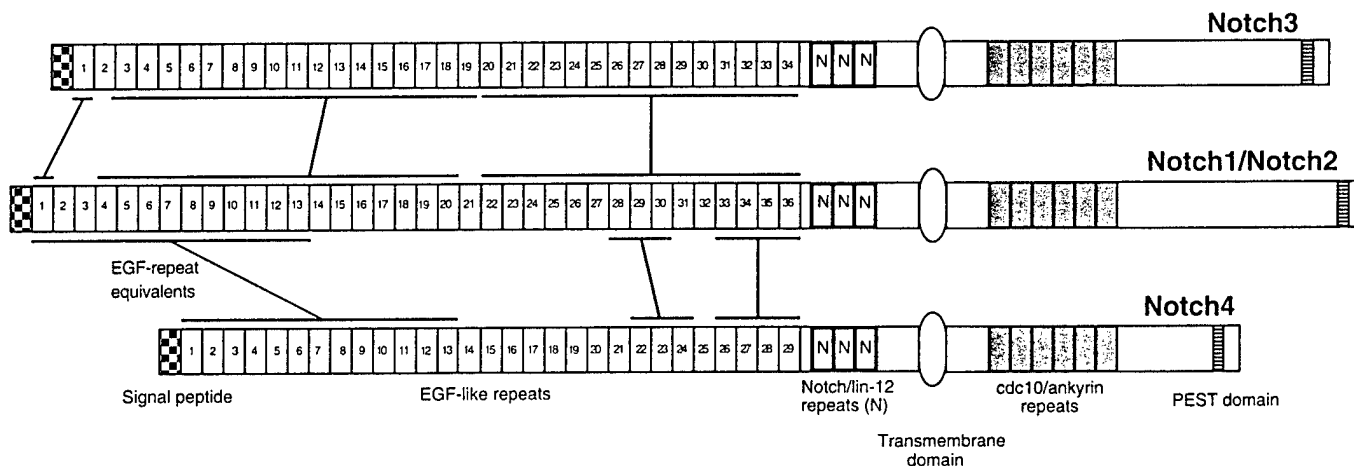 Notch3
1 2 3 4 5 6 7 8 9 10 11 12 13 14 15 16 17 18 19 20 21 22 23 24 25 26 27 28 29 30 31 32 33 34 N N N
Notch1/Notch2
1 2 3 4 5 6 7 8 9 10 11 12 13 14 15 16 17 18 19 20 21 22 23 24 25 26 27 28 29 30 31 32 33 34 35 36 N N N
EGF-repeat
equivalents
Notch4
1 2 3 4 5 6 7 8 9 10 11 12 13 14 15 16 17 18 19 20 21 22 23 24 25 26 27 28 29 N N N
Signal peptide
EGF-like repeats
Notch/lin-12
repeats (N)
cdc10/ankyrin
repeats
PEST domain
Transmembrane
domain